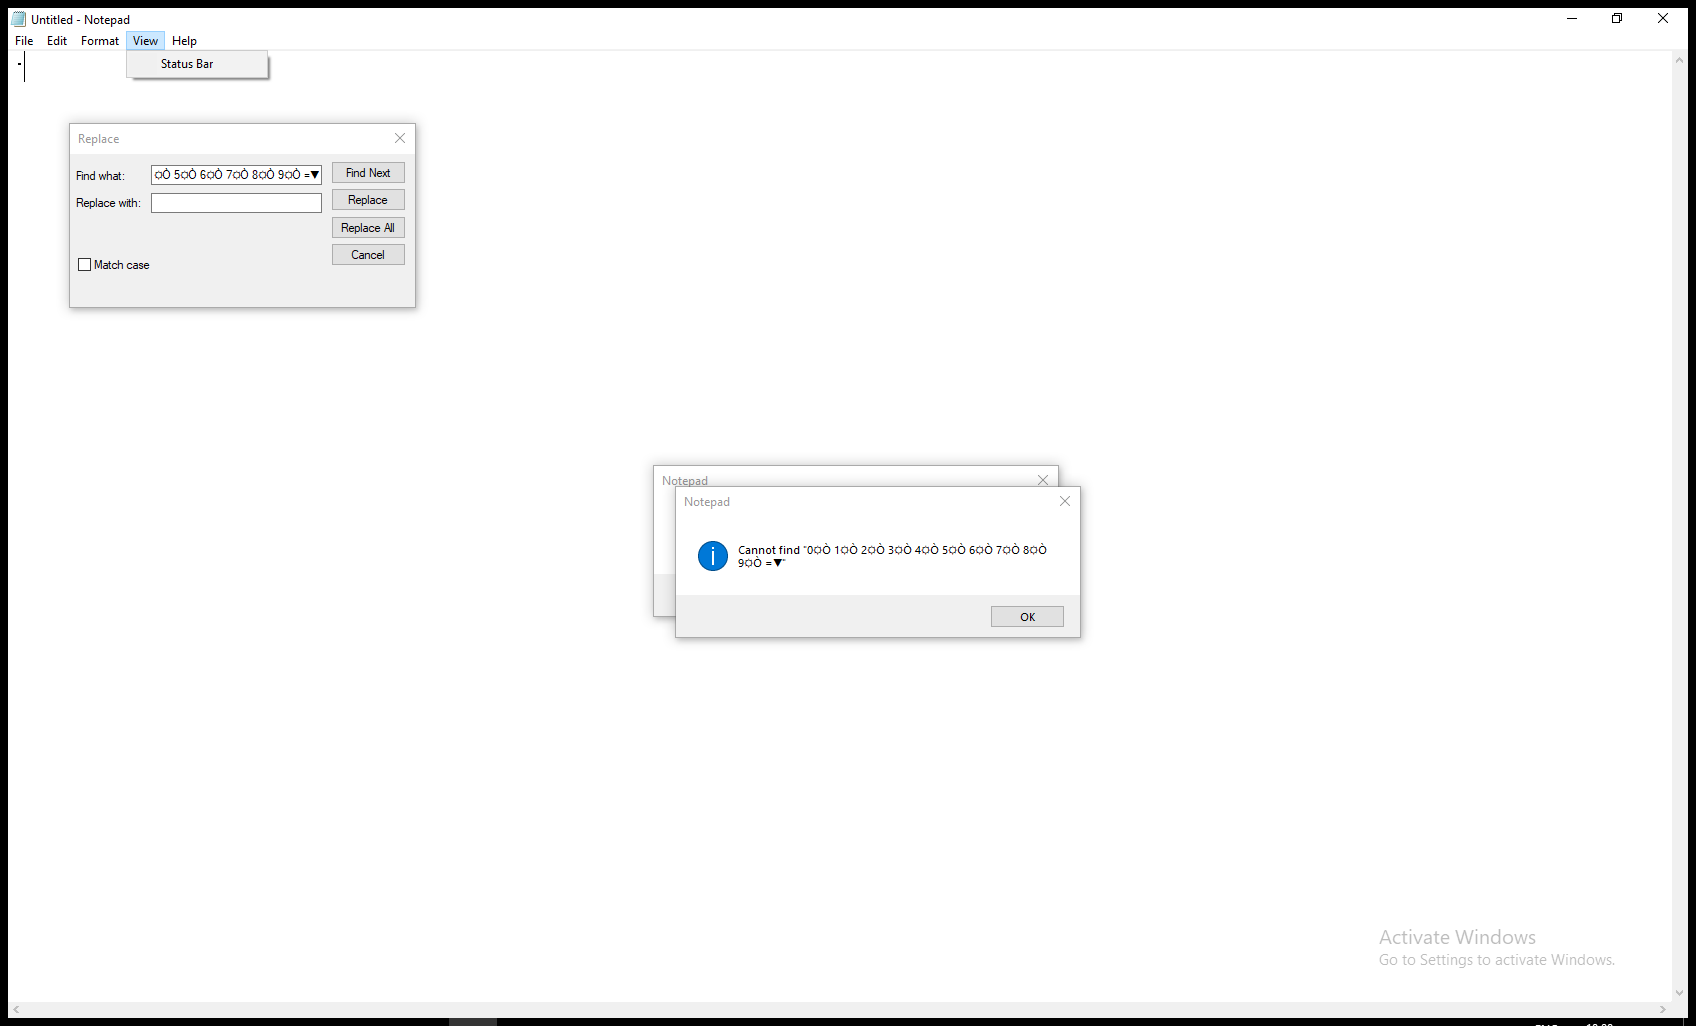 Untitled - Notepad
File Edit Format View Help
-
Status Bar
Replace
Find what: ¤Ò 5¤Ò 6¤Ò 7¤Ò 8¤Ò 9¤Ò =▼ Find Next
Replace with: Replace
Replace All
Cancel
Match case
Notepad
Notepad
Cannot find "0¤Ò 1¤Ò 2¤Ò 3¤Ò 4¤Ò 5¤Ò 6¤Ò 7¤Ò 8¤Ò
9¤Ò =▼"
OK
Activate Windows
Go to Settings to activate Windows.